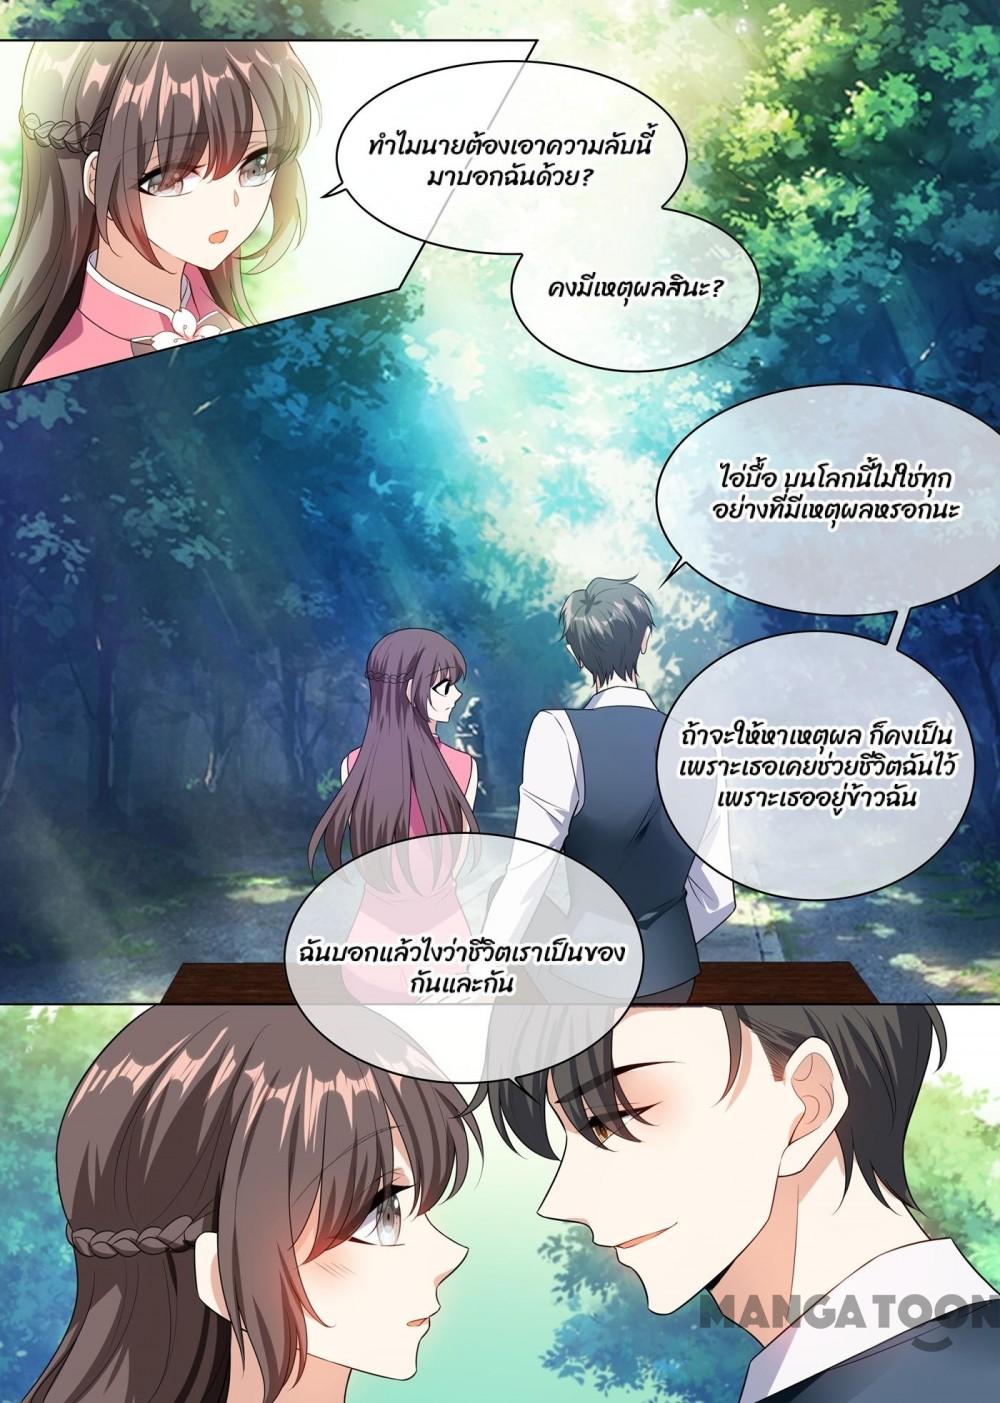 ทำไมนายต้องเอาความลับนี้
มาบอกฉันด้วย?
คงมีเหตุผลสินะ?
ไอ่บื้อ บนโลกนี้ไม่ใช่ทุก
อย่างที่มีเหตุผลหรอกนะ
ถ้าจะให้หาเหตุผล ก็คงเป็น
เพราะเธอเคยช่วยชีวิตฉันไว้
เพราะเธออยู่ข้าวฉัน
ฉันบอกแล้วไงว่าชีวิตเราเป็นของ
กันและกัน
MANGATOON